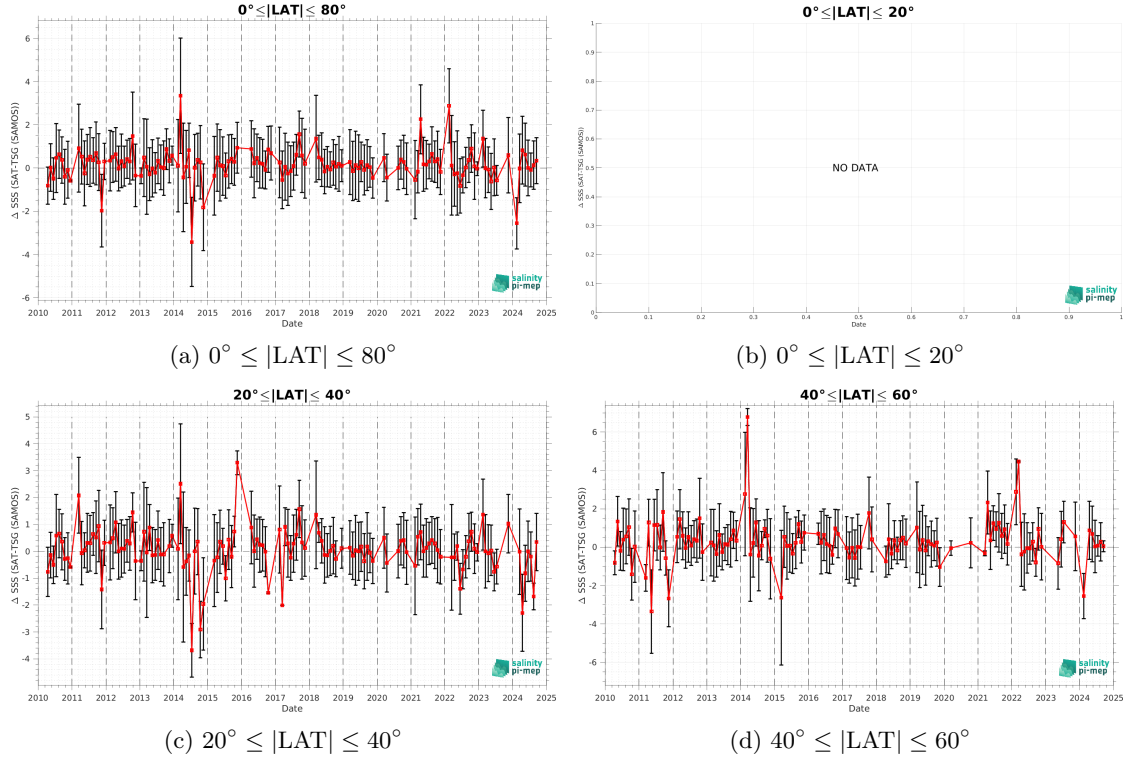 0°≤|LAT|≤ 80°
Δ SSS (SAT-TSG (SAMOS))
6
4
2
0
-2
-4
-6
2010 2011 2012 2013 2014 2015 2016 2017 2018 2019 2020 2021 2022 2023 2024 2025
Date
salinity
pi-mep
(a) 0° ≤ |LAT| ≤ 80°
0°≤|LAT|≤ 20°
Δ SSS (SAT-TSG (SAMOS))
1
0.9
0.8
0.7
0.6
0.5
0.4
0.3
0.2
0.1
0
NO DATA
0 0.1 0.2 0.3 0.4 0.5 0.6 0.7 0.8 0.9 1
Date
salinity
pi-mep
(b) 0° ≤ |LAT| ≤ 20°
20°≤|LAT|≤ 40°
Δ SSS (SAT-TSG (SAMOS))
5
4
3
2
1
0
-1
-2
-3
-4
2010 2011 2012 2013 2014 2015 2016 2017 2018 2019 2020 2021 2022 2023 2024 2025
Date
salinity
pi-mep
(c) 20° ≤ |LAT| ≤ 40°
40°≤|LAT|≤ 60°
Δ SSS (SAT-TSG (SAMOS))
6
4
2
0
-2
-4
-6
2010 2011 2012 2013 2014 2015 2016 2017 2018 2019 2020 2021 2022 2023 2024 2025
Date
salinity
pi-mep
(d) 40° ≤ |LAT| ≤ 60°